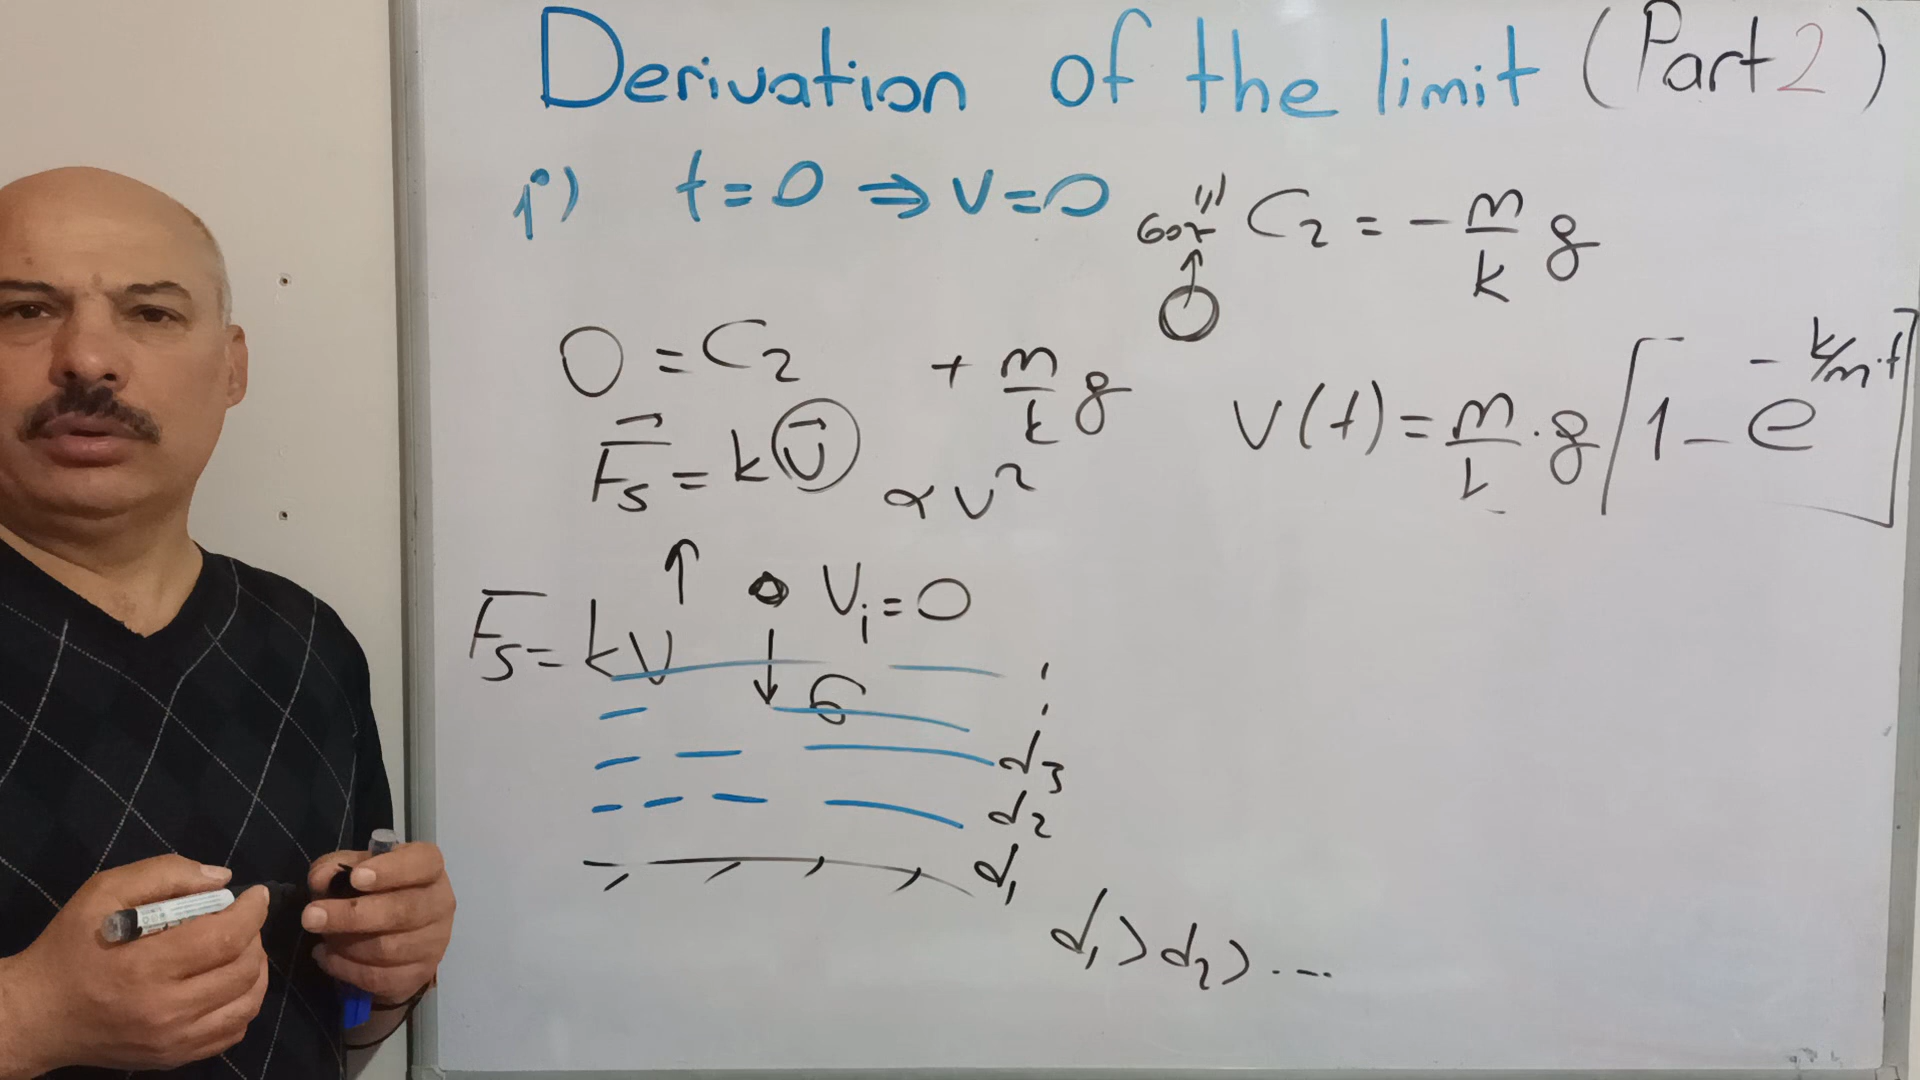 Derivation of the limit (Part 2)
i) t = 0 ⇒ v = 0
C₂ = - m/k g
0 = C₂ + m/k g
V(t) = m/k · g [1 - e^(-k/m·t)]
F⃗s = k v⃗ ∝ v²
Vi = 0
Fs = kv
G
d3
d2
d1
d1 > d2 > ...